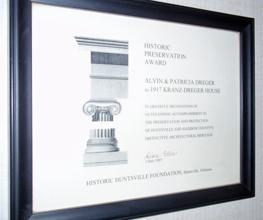 HISTORIC
PRESERVATION
AWARD
ALVIN & PATRICIA DREGER
for 1917 KRANZ-DREGER HOUSE
IN GRATEFUL RECOGNITION OF
OUTSTANDING ACCOMPLISHMENT IN
THE PRESERVATION AND PROTECTION
OF HUNTSVILLE AND MADISON COUNTY'S
DISTINCTIVE ARCHITECTURAL HERITAGE
HISTORIC HUNTSVILLE FOUNDATION, Huntsville, Alabama